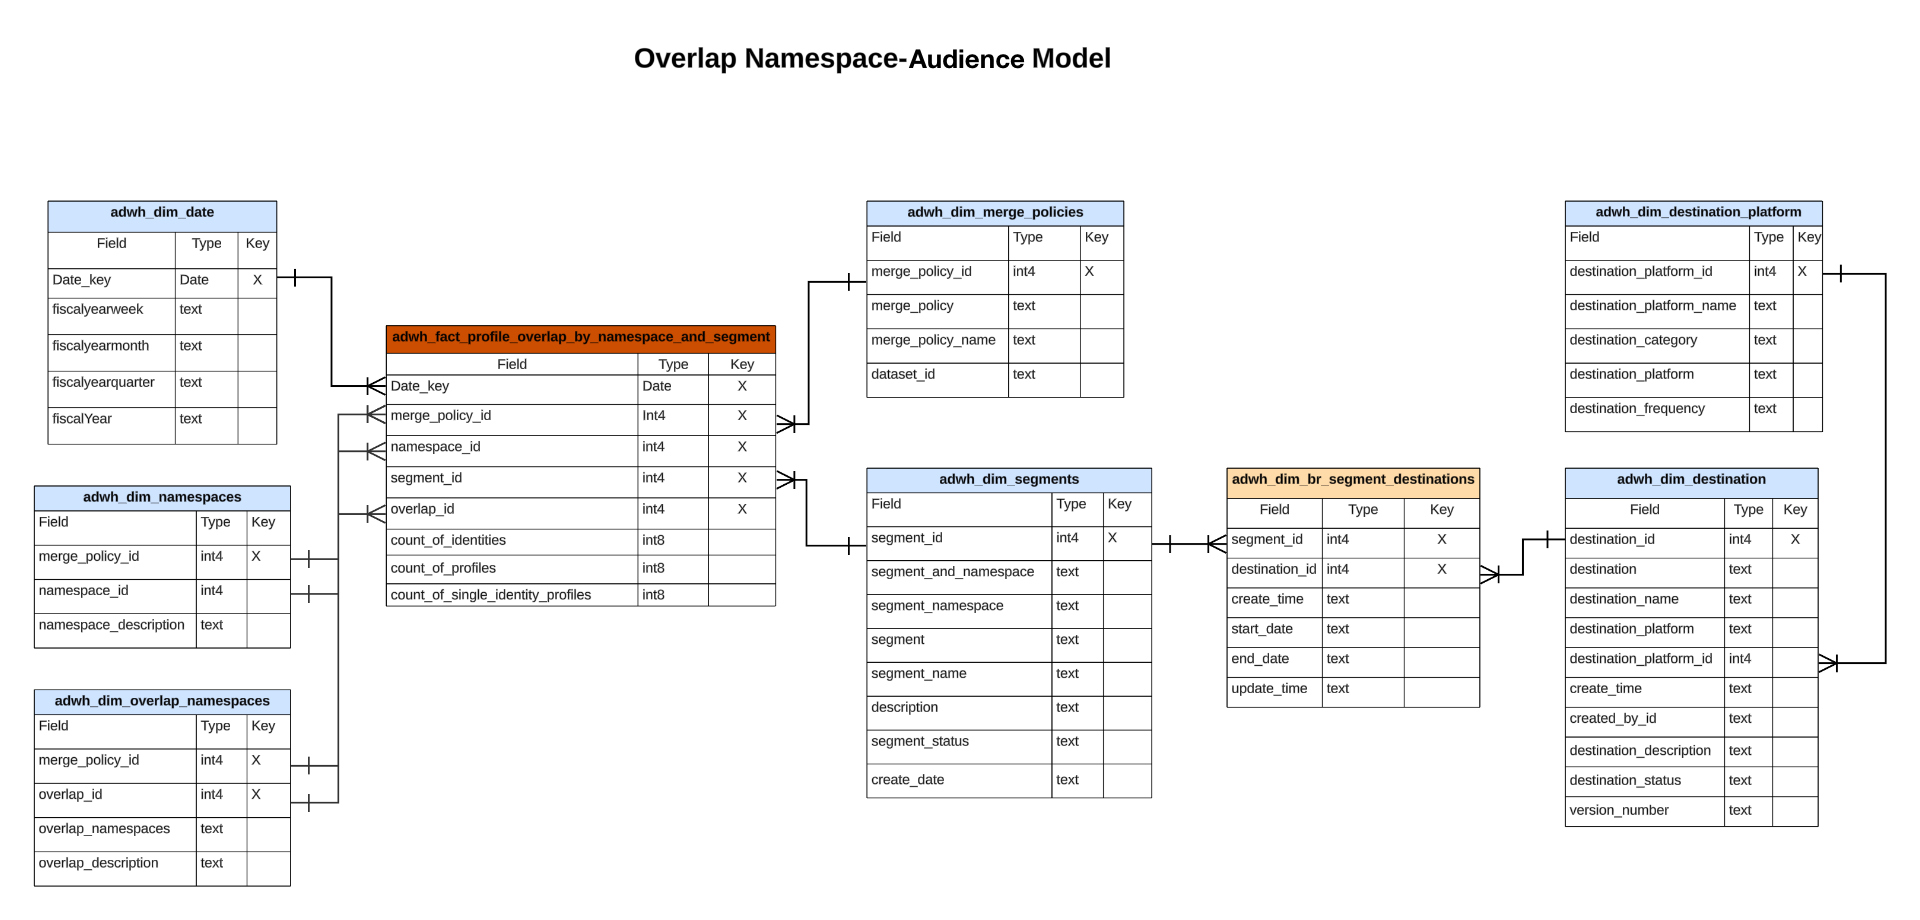 Overlap Namespace-Audience Model
adwh_dim_date
Field Type Key
Date_key Date X
fiscalyearweek text
fiscalyearmonth text
fiscalyearquarter text
fiscalYear text
adwh_dim_namespaces
Field Type Key
merge_policy_id int4 X
namespace_id int4
namespace_description text
adwh_dim_overlap_namespaces
Field Type Key
merge_policy_id int4 X
overlap_id int4 X
overlap_namespaces text
overlap_description text
adwh_fact_profile_overlap_by_namespace_and_segment
Field Type Key
Date_key Date X
merge_policy_id Int4 X
namespace_id int4 X
segment_id int4 X
overlap_id int4 X
count_of_identities int8
count_of_profiles int8
count_of_single_identity_profiles int8
adwh_dim_merge_policies
Field Type Key
merge_policy_id int4 X
merge_policy text
merge_policy_name text
dataset_id text
adwh_dim_segments
Field Type Key
segment_id int4 X
segment_and_namespace text
segment_namespace text
segment text
segment_name text
description text
segment_status text
create_date text
adwh_dim_br_segment_destinations
Field Type Key
segment_id int4 X
destination_id int4 X
create_time text
start_date text
end_date text
update_time text
adwh_dim_destination_platform
Field Type Key
destination_platform_id int4 X
destination_platform_name text
destination_category text
destination_platform text
destination_frequency text
adwh_dim_destination
Field Type Key
destination_id int4 X
destination text
destination_name text
destination_platform text
destination_platform_id int4
create_time text
created_by_id text
destination_description text
destination_status text
version_number text